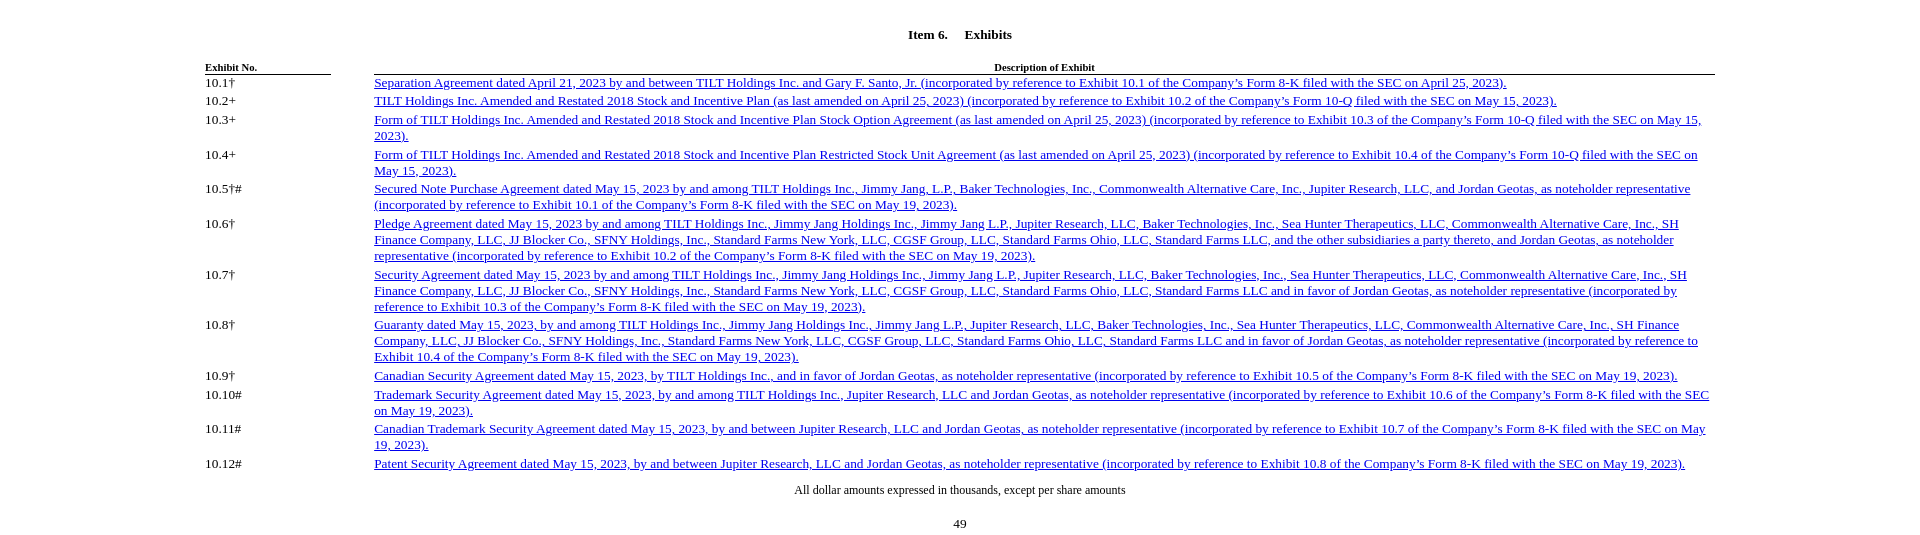 Item 6. Exhibits
Exhibit No. Description of Exhibit
10.1† Separation Agreement dated April 21, 2023 by and between TILT Holdings Inc. and Gary F. Santo, Jr. (incorporated by reference to Exhibit 10.1 of the Company’s Form 8-K filed with the SEC on April 25, 2023).
10.2+ TILT Holdings Inc. Amended and Restated 2018 Stock and Incentive Plan (as last amended on April 25, 2023) (incorporated by reference to Exhibit 10.2 of the Company’s Form 10-Q filed with the SEC on May 15, 2023).
10.3+ Form of TILT Holdings Inc. Amended and Restated 2018 Stock and Incentive Plan Stock Option Agreement (as last amended on April 25, 2023) (incorporated by reference to Exhibit 10.3 of the Company’s Form 10-Q filed with the SEC on May 15,
2023).
10.4+ Form of TILT Holdings Inc. Amended and Restated 2018 Stock and Incentive Plan Restricted Stock Unit Agreement (as last amended on April 25, 2023) (incorporated by reference to Exhibit 10.4 of the Company’s Form 10-Q filed with the SEC on
May 15, 2023).
10.5†# Secured Note Purchase Agreement dated May 15, 2023 by and among TILT Holdings Inc., Jimmy Jang, L.P., Baker Technologies, Inc., Commonwealth Alternative Care, Inc., Jupiter Research, LLC, and Jordan Geotas, as noteholder representative
(incorporated by reference to Exhibit 10.1 of the Company’s Form 8-K filed with the SEC on May 19, 2023).
10.6† Pledge Agreement dated May 15, 2023 by and among TILT Holdings Inc., Jimmy Jang Holdings Inc., Jimmy Jang L.P., Jupiter Research, LLC, Baker Technologies, Inc., Sea Hunter Therapeutics, LLC, Commonwealth Alternative Care, Inc., SH
Finance Company, LLC, JJ Blocker Co., SFNY Holdings, Inc., Standard Farms New York, LLC, CGSF Group, LLC, Standard Farms Ohio, LLC, Standard Farms LLC, and the other subsidiaries a party thereto, and Jordan Geotas, as noteholder
representative (incorporated by reference to Exhibit 10.2 of the Company’s Form 8-K filed with the SEC on May 19, 2023).
10.7† Security Agreement dated May 15, 2023 by and among TILT Holdings Inc., Jimmy Jang Holdings Inc., Jimmy Jang L.P., Jupiter Research, LLC, Baker Technologies, Inc., Sea Hunter Therapeutics, LLC, Commonwealth Alternative Care, Inc., SH
Finance Company, LLC, JJ Blocker Co., SFNY Holdings, Inc., Standard Farms New York, LLC, CGSF Group, LLC, Standard Farms Ohio, LLC, Standard Farms LLC and in favor of Jordan Geotas, as noteholder representative (incorporated by
reference to Exhibit 10.3 of the Company’s Form 8-K filed with the SEC on May 19, 2023).
10.8† Guaranty dated May 15, 2023, by and among TILT Holdings Inc., Jimmy Jang Holdings Inc., Jimmy Jang L.P., Jupiter Research, LLC, Baker Technologies, Inc., Sea Hunter Therapeutics, LLC, Commonwealth Alternative Care, Inc., SH Finance
Company, LLC, JJ Blocker Co., SFNY Holdings, Inc., Standard Farms New York, LLC, CGSF Group, LLC, Standard Farms Ohio, LLC, Standard Farms LLC and in favor of Jordan Geotas, as noteholder representative (incorporated by reference to
Exhibit 10.4 of the Company’s Form 8-K filed with the SEC on May 19, 2023).
10.9† Canadian Security Agreement dated May 15, 2023, by TILT Holdings Inc., and in favor of Jordan Geotas, as noteholder representative (incorporated by reference to Exhibit 10.5 of the Company’s Form 8-K filed with the SEC on May 19, 2023).
10.10# Trademark Security Agreement dated May 15, 2023, by and among TILT Holdings Inc., Jupiter Research, LLC and Jordan Geotas, as noteholder representative (incorporated by reference to Exhibit 10.6 of the Company’s Form 8-K filed with the SEC
on May 19, 2023).
10.11# Canadian Trademark Security Agreement dated May 15, 2023, by and between Jupiter Research, LLC and Jordan Geotas, as noteholder representative (incorporated by reference to Exhibit 10.7 of the Company’s Form 8-K filed with the SEC on May
19, 2023).
10.12# Patent Security Agreement dated May 15, 2023, by and between Jupiter Research, LLC and Jordan Geotas, as noteholder representative (incorporated by reference to Exhibit 10.8 of the Company’s Form 8-K filed with the SEC on May 19, 2023).
All dollar amounts expressed in thousands, except per share amounts
49